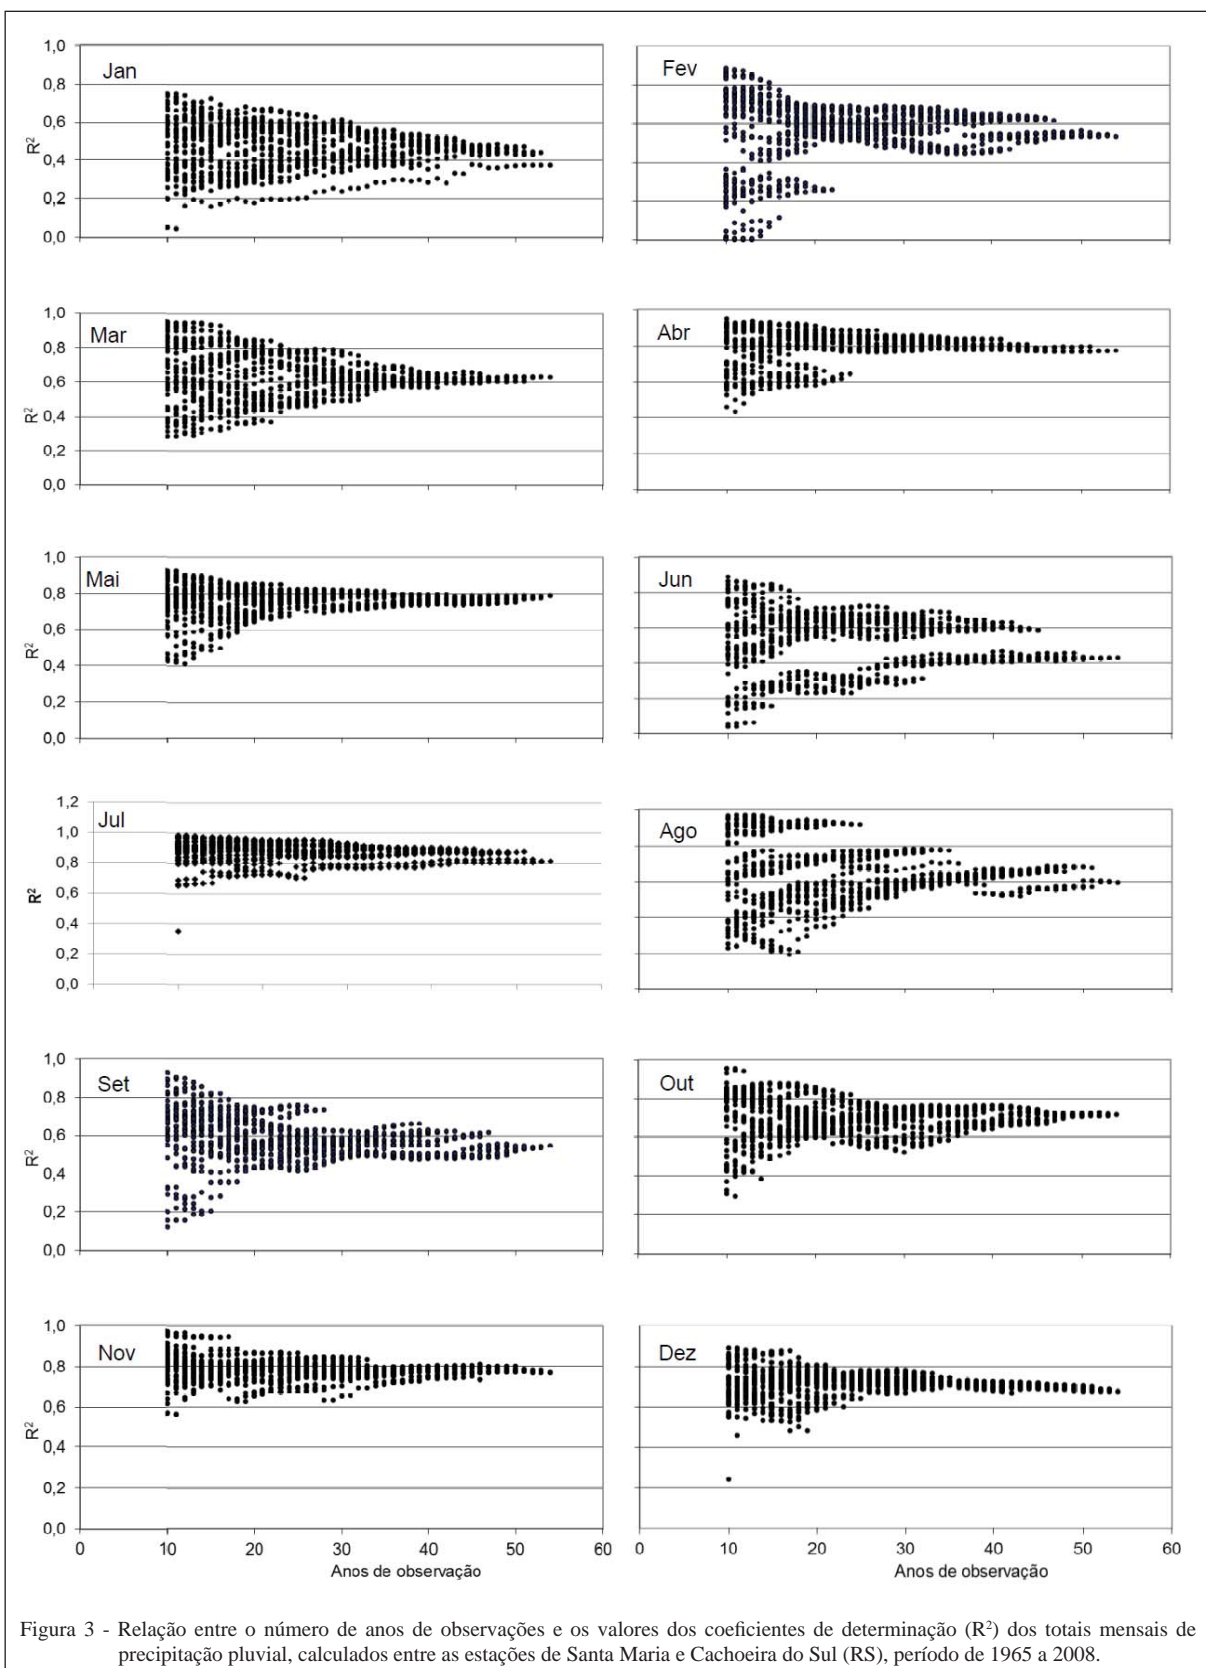 1,0
0,8
0,6
0,4
0,2
0,0
R²
Jan
Fev
1,0
0,8
0,6
0,4
0,2
0,0
R²
Mar
Abr
1,0
0,8
0,6
0,4
0,2
0,0
R²
Mai
Jun
1,2
1,0
0,8
0,6
0,4
0,2
0,0
R²
Jul
Ago
1,0
0,8
0,6
0,4
0,2
0,0
R²
Set
Out
1,0
0,8
0,6
0,4
0,2
0,0
R²
Nov
Dez
0 10 20 30 40 50 60
Anos de observação
0 10 20 30 40 50 60
Anos de observação
Figura 3 - Relação entre o número de anos de observações e os valores dos coeficientes de determinação (R²) dos totais mensais de
precipitação pluvial, calculados entre as estações de Santa Maria e Cachoeira do Sul (RS), período de 1965 a 2008.